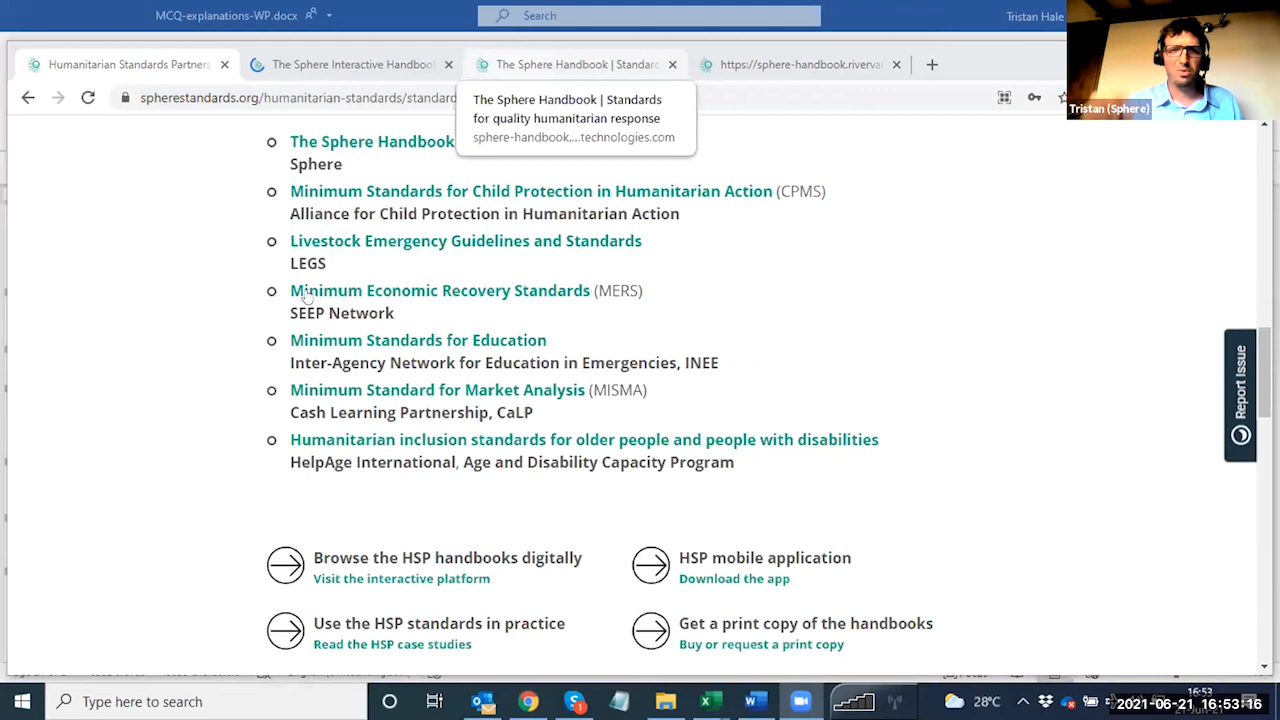 MCQ-explanations-WP.docx
Search
Tristan Hale
Humanitarian Standards Partners
The Sphere Interactive Handbook
The Sphere Handbook | Standard
https://sphere-handbook.riverval
spherestandards.org/humanitarian-standards/standard
The Sphere Handbook | Standards
for quality humanitarian response
sphere-handbook....technologies.com
Tristan (Sphere)
The Sphere Handbook
Sphere
Minimum Standards for Child Protection in Humanitarian Action (CPMS)
Alliance for Child Protection in Humanitarian Action
Livestock Emergency Guidelines and Standards
LEGS
Minimum Economic Recovery Standards (MERS)
SEEP Network
Minimum Standards for Education
Inter-Agency Network for Education in Emergencies, INEE
Minimum Standard for Market Analysis (MISMA)
Cash Learning Partnership, CaLP
Humanitarian inclusion standards for older people and people with disabilities
HelpAge International, Age and Disability Capacity Program
Report Issue
Browse the HSP handbooks digitally
Visit the interactive platform
HSP mobile application
Download the app
Use the HSP standards in practice
Read the HSP case studies
Get a print copy of the handbooks
Buy or request a print copy
Type here to search
28°C
16:53
2021-06-21 16:53:16